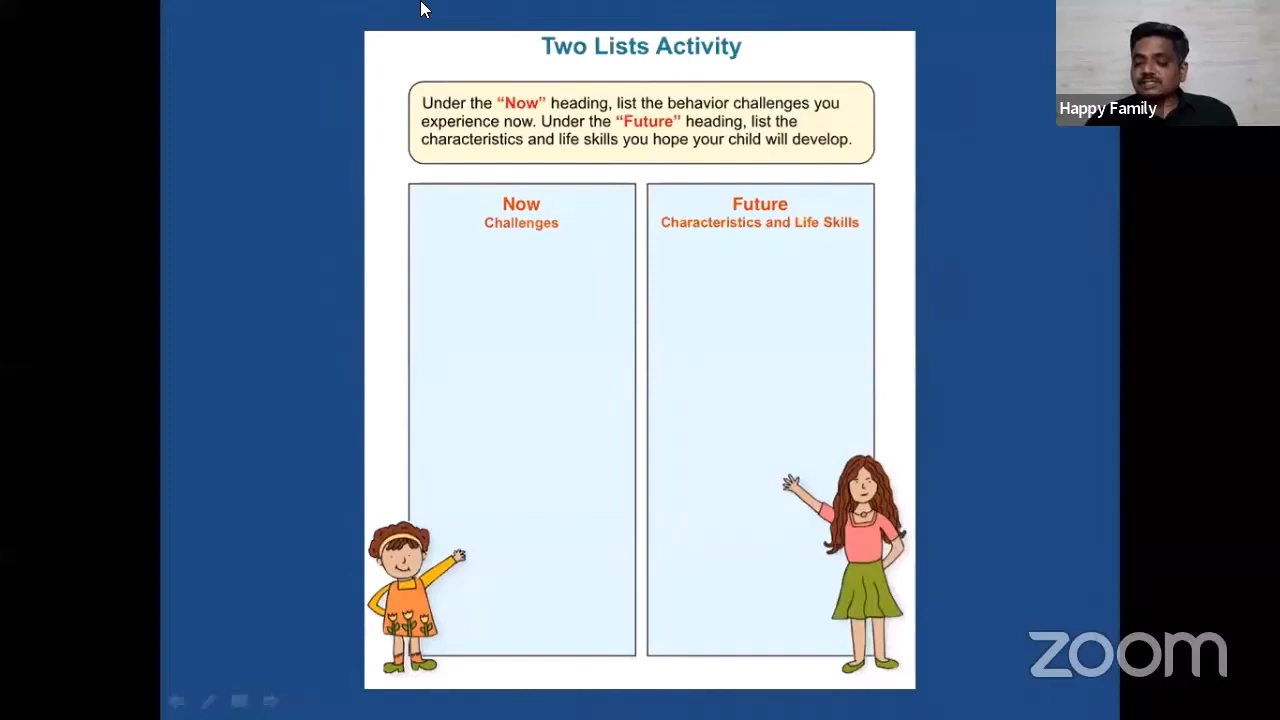 Two Lists Activity
Under the “Now” heading, list the behavior challenges you
experience now. Under the “Future” heading, list the
characteristics and life skills you hope your child will develop.
Now
Challenges
Future
Characteristics and Life Skills
Happy Family
zoom